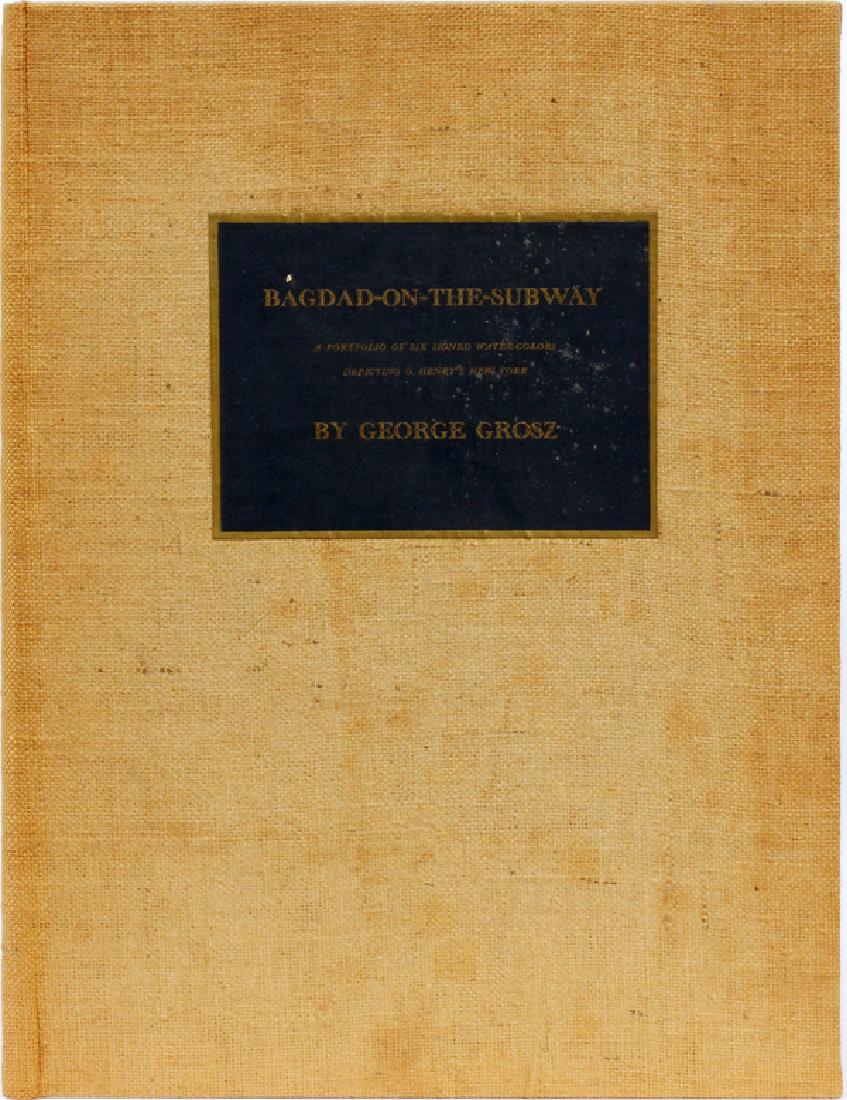 BAGDAD-ON-THE-SUBWAY
A PORTFOLIO OF SIX SIGNED WATER-COLORS
DEPICTING O. HENRY'S NEW YORK
BY GEORGE GROSZ